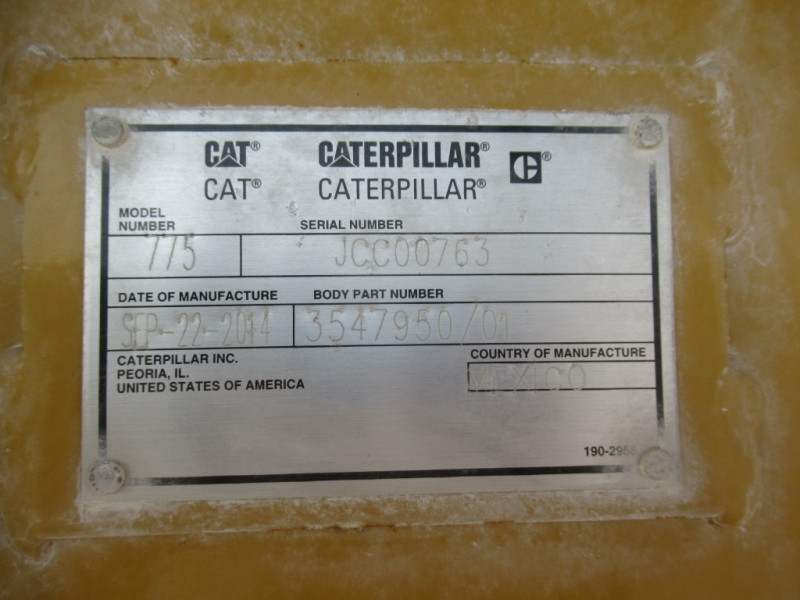 CAT® CATERPILLAR® C®
CAT® CATERPILLAR®
MODEL NUMBER SERIAL NUMBER
775 JCC00763
DATE OF MANUFACTURE BODY PART NUMBER
SEP-22-2014 3547950/01
CATERPILLAR INC. COUNTRY OF MANUFACTURE
PEORIA, IL. MEXICO
UNITED STATES OF AMERICA